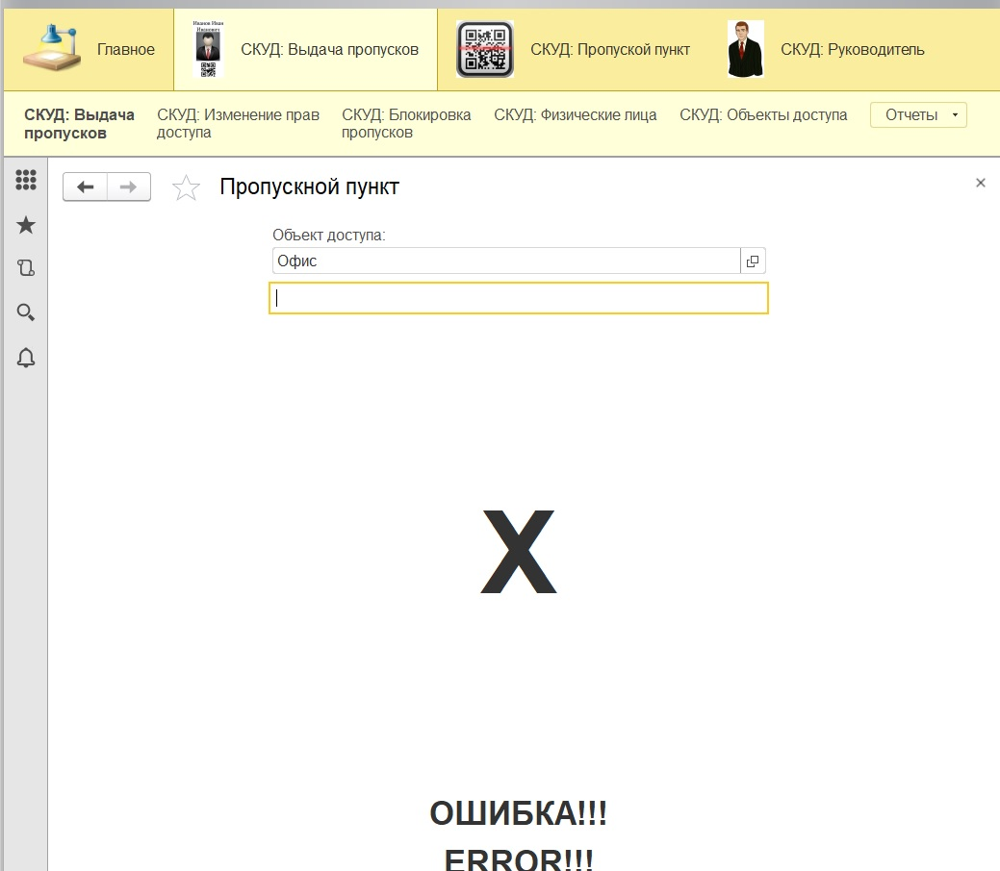 Иванов Иван
Иванович
Главное
СКУД: Выдача пропусков
СКУД: Пропуской пункт
СКУД: Руководитель
СКУД: Выдача
пропусков
СКУД: Изменение прав
доступа
СКУД: Блокировка
пропусков
СКУД: Физические лица
СКУД: Объекты доступа
Отчеты
Пропускной пункт
Объект доступа:
Офис
X
ОШИБКА!!!
ERROR!!!